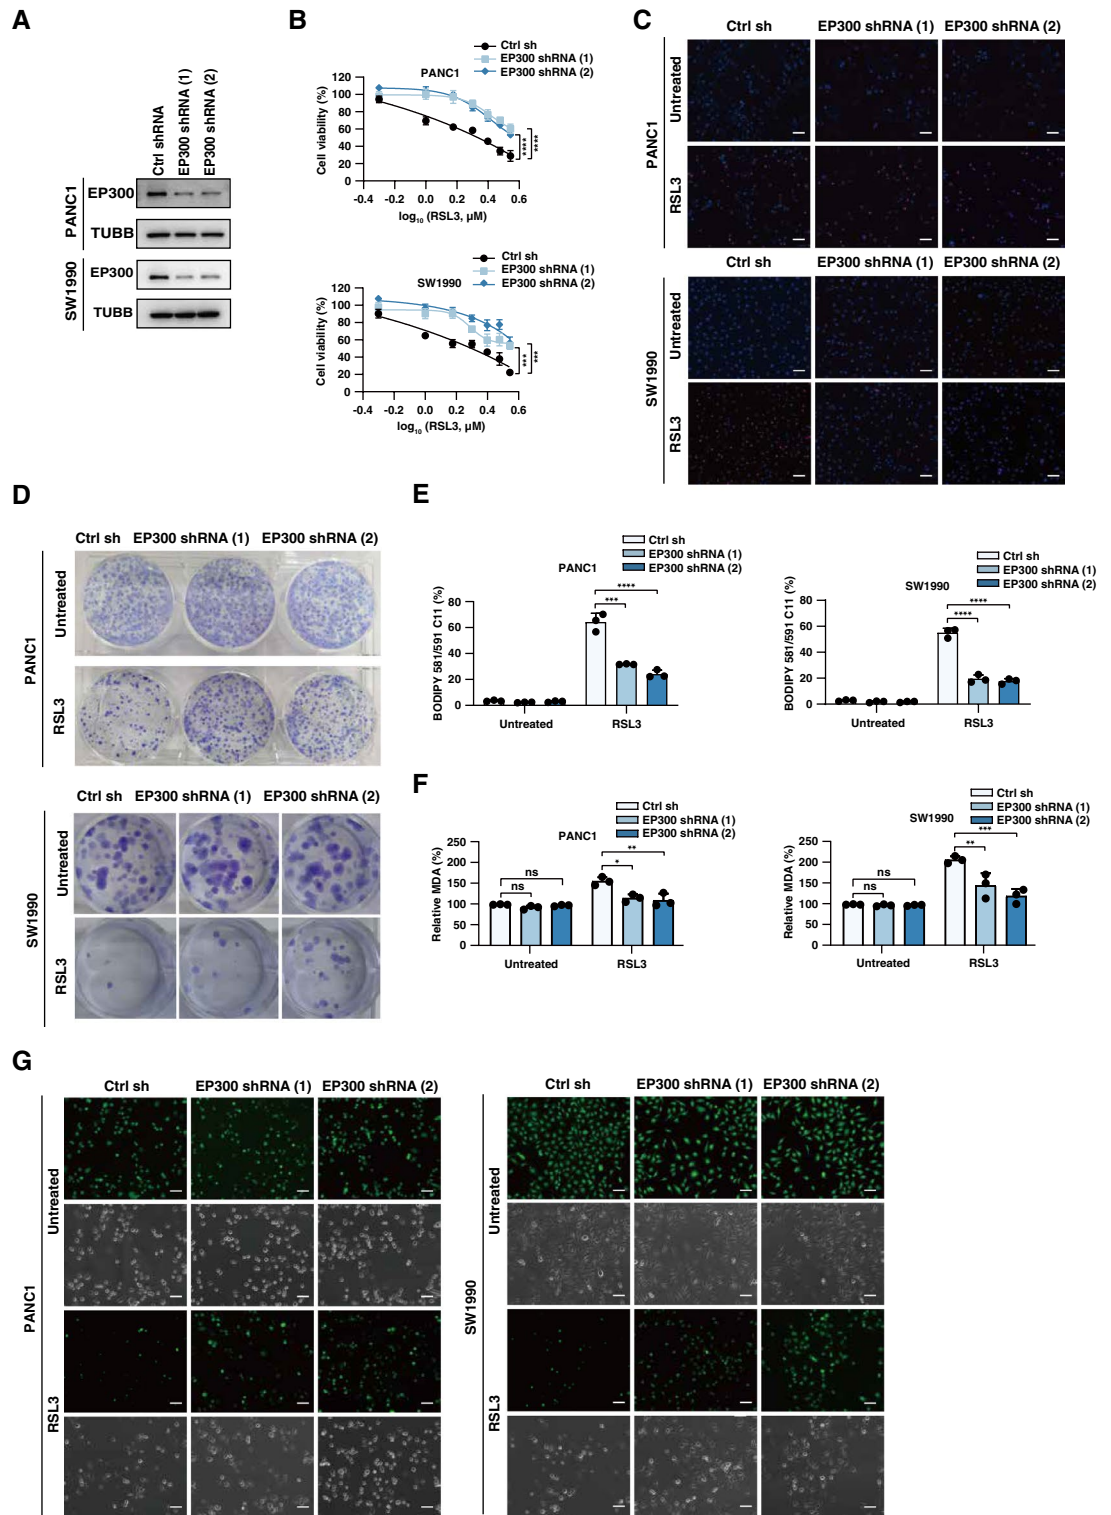 A
Ctrl shRNA
EP300 shRNA (1)
EP300 shRNA (2)
PANC1
EP300
TUBB
SW1990
EP300
TUBB
B
Ctrl sh
EP300 shRNA (1)
EP300 shRNA (2)
PANC1
Cell viability (%)
120
100
80
60
40
20
0
-0.4 -0.2 0.0 0.2 0.4 0.6
log10 (RSL3, µM)
****
****
Ctrl sh
EP300 shRNA (1)
EP300 shRNA (2)
SW1990
Cell viability (%)
120
100
80
60
40
20
0
-0.4 -0.2 0.0 0.2 0.4 0.6
log10 (RSL3, µM)
***
***
C
Ctrl sh EP300 shRNA (1) EP300 shRNA (2)
PANC1
Untreated
RSL3
Ctrl sh EP300 shRNA (1) EP300 shRNA (2)
SW1990
Untreated
RSL3
D
Ctrl sh EP300 shRNA (1) EP300 shRNA (2)
PANC1
Untreated
RSL3
Ctrl sh EP300 shRNA (1) EP300 shRNA (2)
SW1990
Untreated
RSL3
E
Ctrl sh
EP300 shRNA (1)
EP300 shRNA (2)
PANC1
BODIPY 581/591 C11 (%)
80
60
40
20
0
****
***
Untreated RSL3
Ctrl sh
EP300 shRNA (1)
EP300 shRNA (2)
SW1990
BODIPY 581/591 C11 (%)
80
60
40
20
0
****
****
Untreated RSL3
F
Ctrl sh
EP300 shRNA (1)
EP300 shRNA (2)
PANC1
Relative MDA (%)
250
200
150
100
50
0
ns
ns
**
*
Untreated RSL3
Ctrl sh
EP300 shRNA (1)
EP300 shRNA (2)
SW1990
Relative MDA (%)
250
200
150
100
50
0
ns
ns
***
**
Untreated RSL3
G
Ctrl sh EP300 shRNA (1) EP300 shRNA (2)
PANC1
Untreated
RSL3
Ctrl sh EP300 shRNA (1) EP300 shRNA (2)
SW1990
Untreated
RSL3